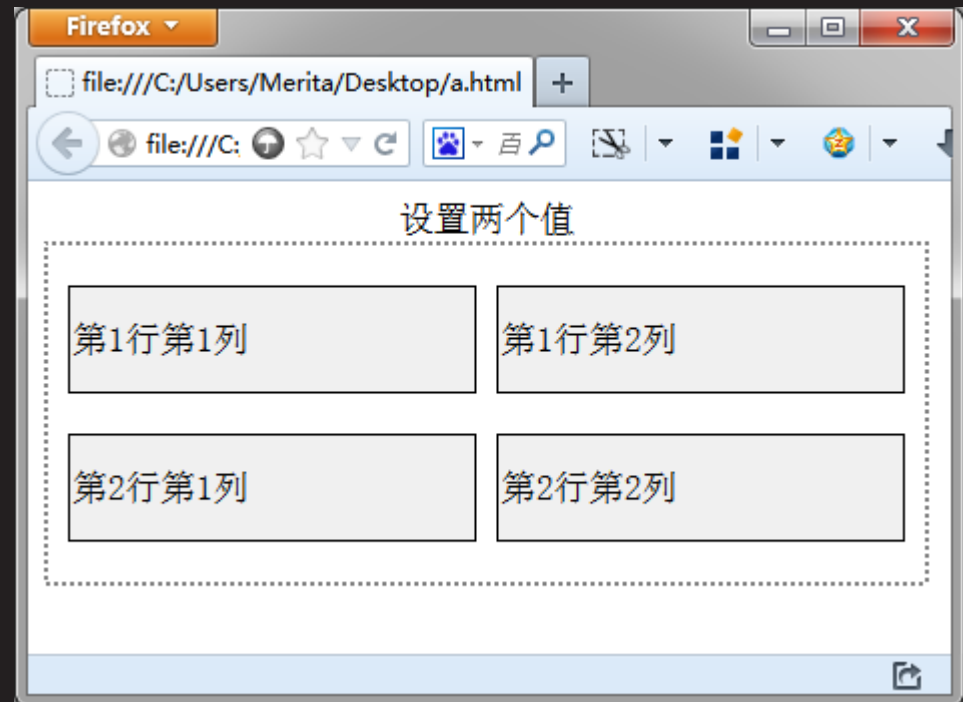 Firefox
file:///C:/Users/Merita/Desktop/a.html
file:///C: 百
设置两个值
第1行第1列 第1行第2列
第2行第1列 第2行第2列